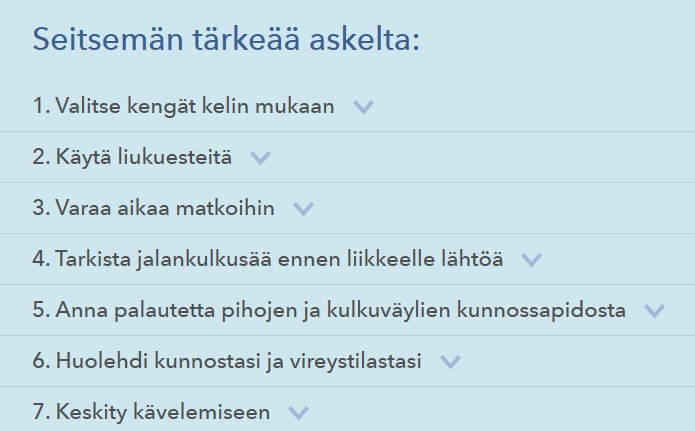 Seitsemän tärkeää askelta:
1. Valitse kengät kelin mukaan
2. Käytä liukuesteitä
3. Varaa aikaa matkoihin
4. Tarkista jalankulkusää ennen liikkeelle lähtöä
5. Anna palautetta pihojen ja kulkuväylien kunnossapidosta
6. Huolehdi kunnostasi ja vireystilastasi
7. Keskity kävelemiseen